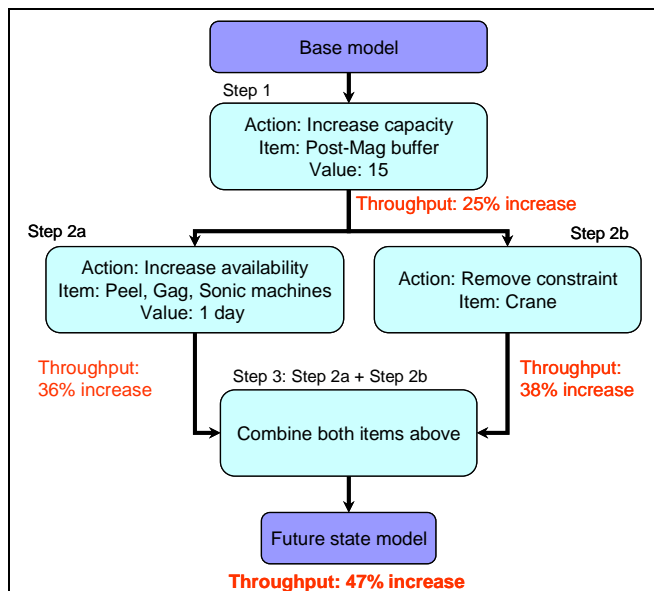 Base model
Step 1
Action: Increase capacity
Item: Post-Mag buffer
Value: 15
Throughput: 25% increase
Step 2a
Action: Increase availability
Item: Peel, Gag, Sonic machines
Value: 1 day
Step 2b
Action: Remove constraint
Item: Crane
Throughput:
36% increase
Throughput:
38% increase
Step 3: Step 2a + Step 2b
Combine both items above
Future state model
Throughput: 47% increase